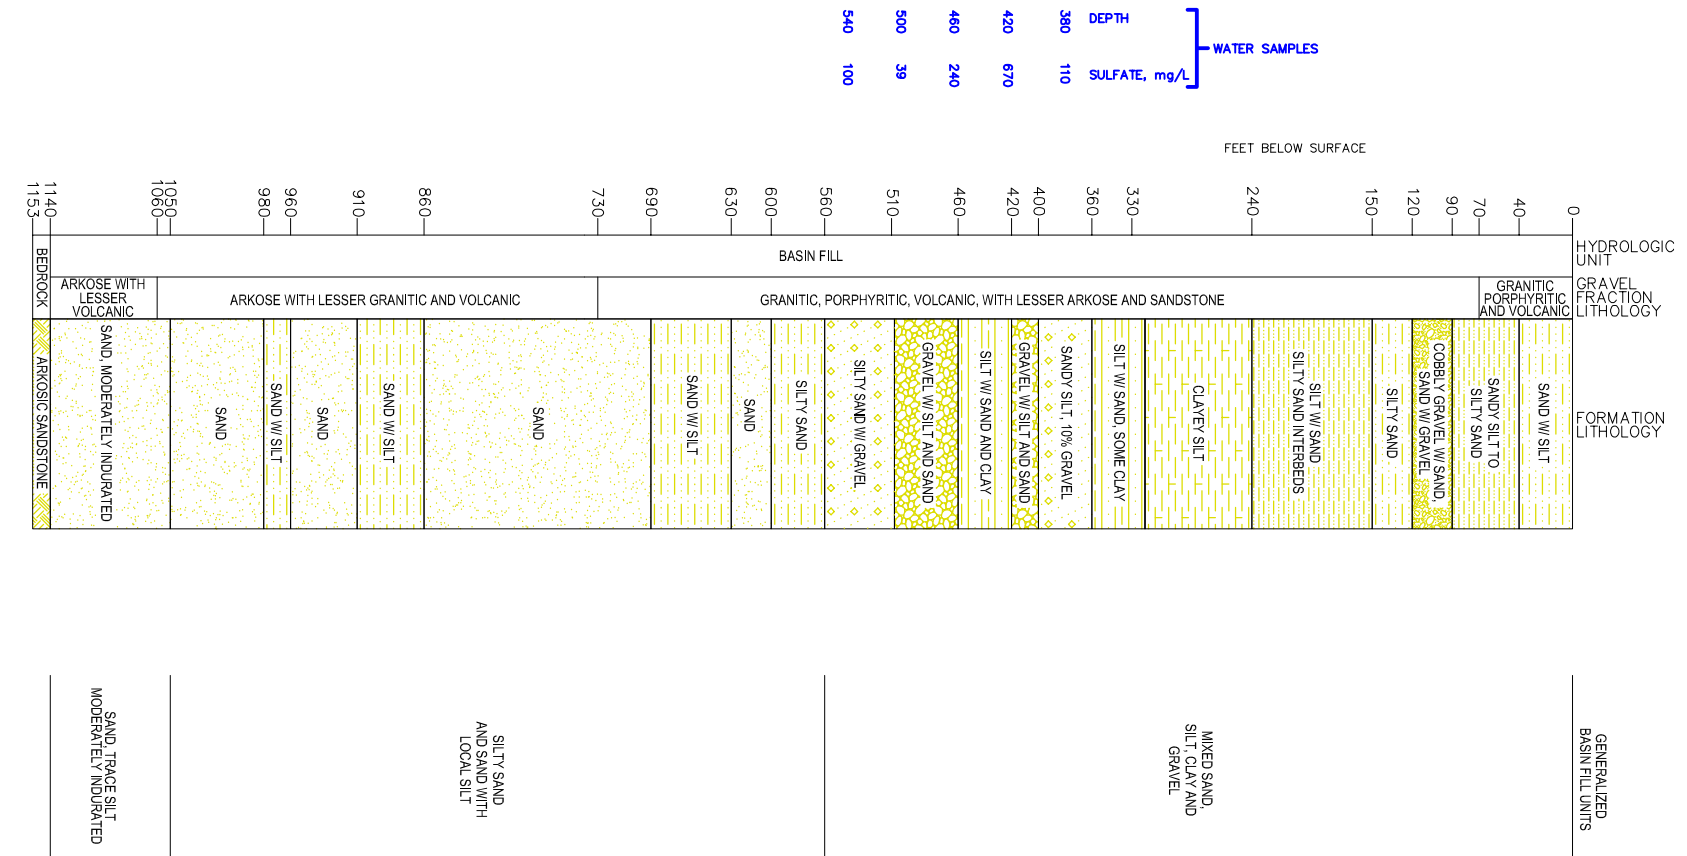 WATER SAMPLES
DEPTH
380
420
460
500
540
SULFATE, mg/L
110
670
240
39
100
FEET BELOW SURFACE
0
40
70
90
120
150
240
330
360
400
420
460
510
560
600
630
690
730
860
910
960
980
1050
1060
1140
1153
HYDROLOGIC
UNIT
BASIN FILL
BEDROCK
GRAVEL
FRACTION
LITHOLOGY
GRANITIC
PORPHYRITIC
AND VOLCANIC
GRANITIC, PORPHYRITIC, VOLCANIC, WITH LESSER ARKOSE AND SANDSTONE
ARKOSE WITH LESSER GRANITIC AND VOLCANIC
ARKOSE WITH
LESSER
VOLCANIC
FORMATION
LITHOLOGY
SAND W/ SILT
SANDY SILT TO
SILTY SAND
COBBLY GRAVEL W/ SAND,
SAND W/ GRAVEL
SILTY SAND
SILT W/ SAND
SILTY SAND INTERBEDS
CLAYEY SILT
SILT W/ SAND, SOME CLAY
SANDY SILT, 10% GRAVEL
GRAVEL W/ SILT AND SAND
SILT W/ SAND AND CLAY
GRAVEL W/ SILT AND SAND
SILTY SAND W/ GRAVEL
SILTY SAND
SAND
SAND W/ SILT
SAND
SAND W/ SILT
SAND
SAND W/ SILT
SAND
SAND, MODERATELY INDURATED
ARKOSIC SANDSTONE
GENERALIZED
BASIN FILL UNITS
MIXED SAND,
SILT, CLAY AND
GRAVEL
SILTY SAND
AND SAND WITH
LOCAL SILT
SAND, TRACE SILT
MODERATELY INDURATED